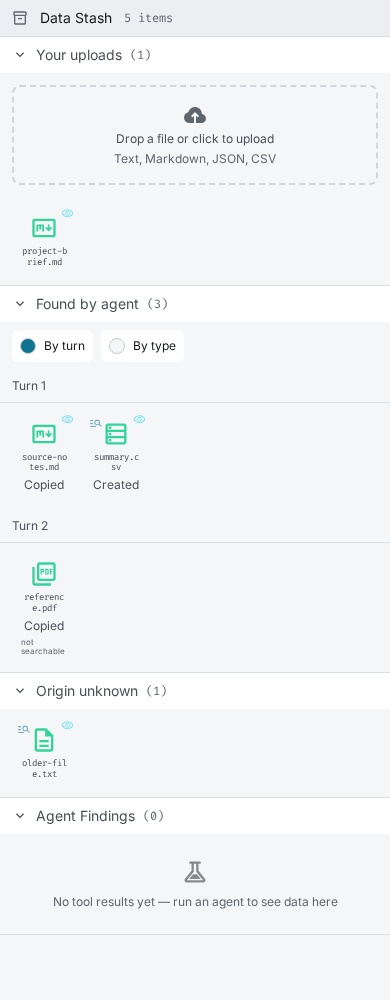 Data Stash 5 items
Your uploads (1)
Drop a file or click to upload
Text, Markdown, JSON, CSV
project-b
rief.md
Found by agent (3)
By turn By type
Turn 1
source-no
tes.md
Copied
summary.c
sv
Created
Turn 2
PDF
referenc
e.pdf
Copied
not
searchable
Origin unknown (1)
older-fil
e.txt
Agent Findings (0)
No tool results yet — run an agent to see data here